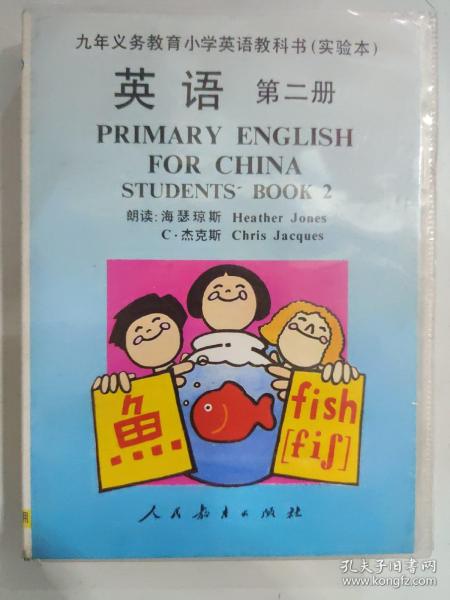 九年义务教育小学英语教科书(实验本)
英语 第二册
PRIMARY ENGLISH
FOR CHINA
STUDENTS' BOOK 2
朗读:海瑟琼斯 Heather Jones
C·杰克斯 Chris Jacques
魚
fish
[fiʃ]
人民教育出版社
孔夫子旧书网
www.kongfz.com